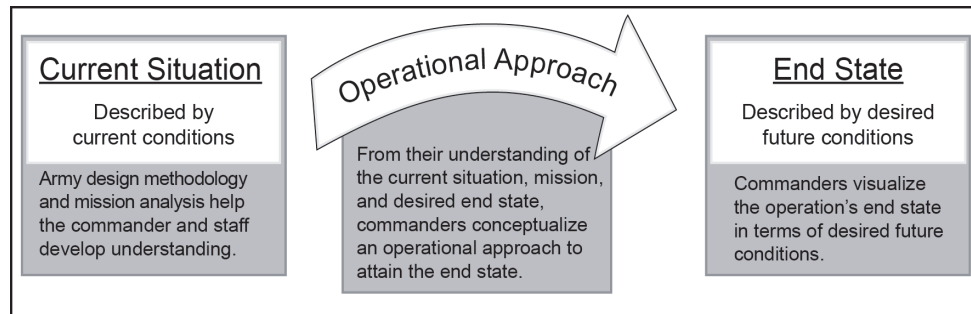 Current Situation
Described by
current conditions
Army design methodology
and mission analysis help
the commander and staff
develop understanding.
Operational Approach
From their understanding of
the current situation, mission,
and desired end state,
commanders conceptualize
an operational approach to
attain the end state.
End State
Described by desired
future conditions
Commanders visualize
the operation's end state
in terms of desired future
conditions.